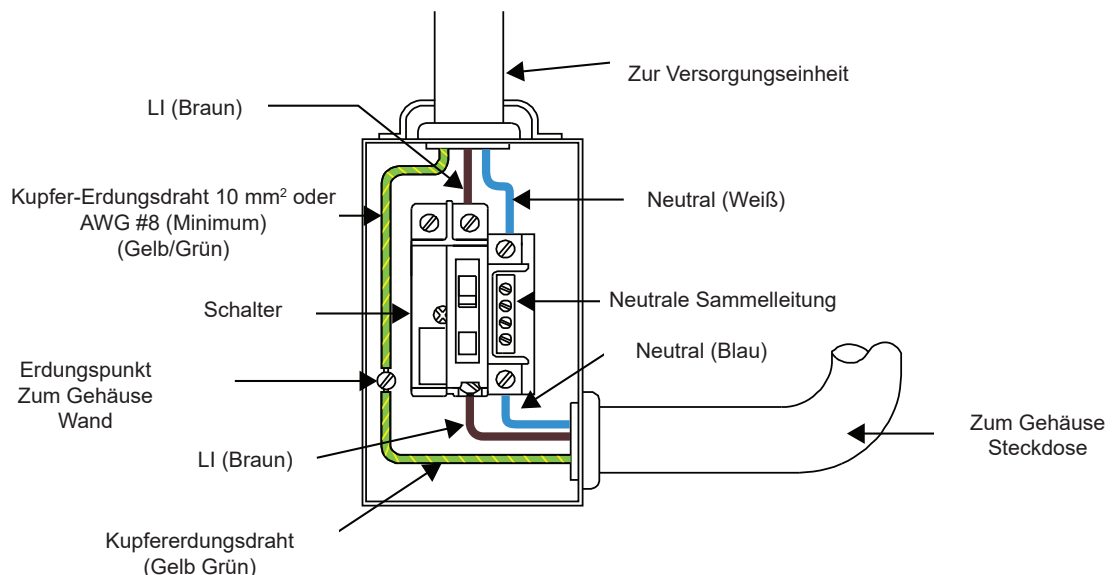 Zur Versorgungseinheit
LI (Braun)
Kupfer-Erdungsdraht 10 mm² oder
AWG #8 (Minimum)
(Gelb/Grün)
Neutral (Weiß)
Schalter
Neutrale Sammelleitung
Neutral (Blau)
Erdungspunkt
Zum Gehäuse
Wand
Zum Gehäuse
Steckdose
LI (Braun)
Kupfererdungsdraht
(Gelb Grün)